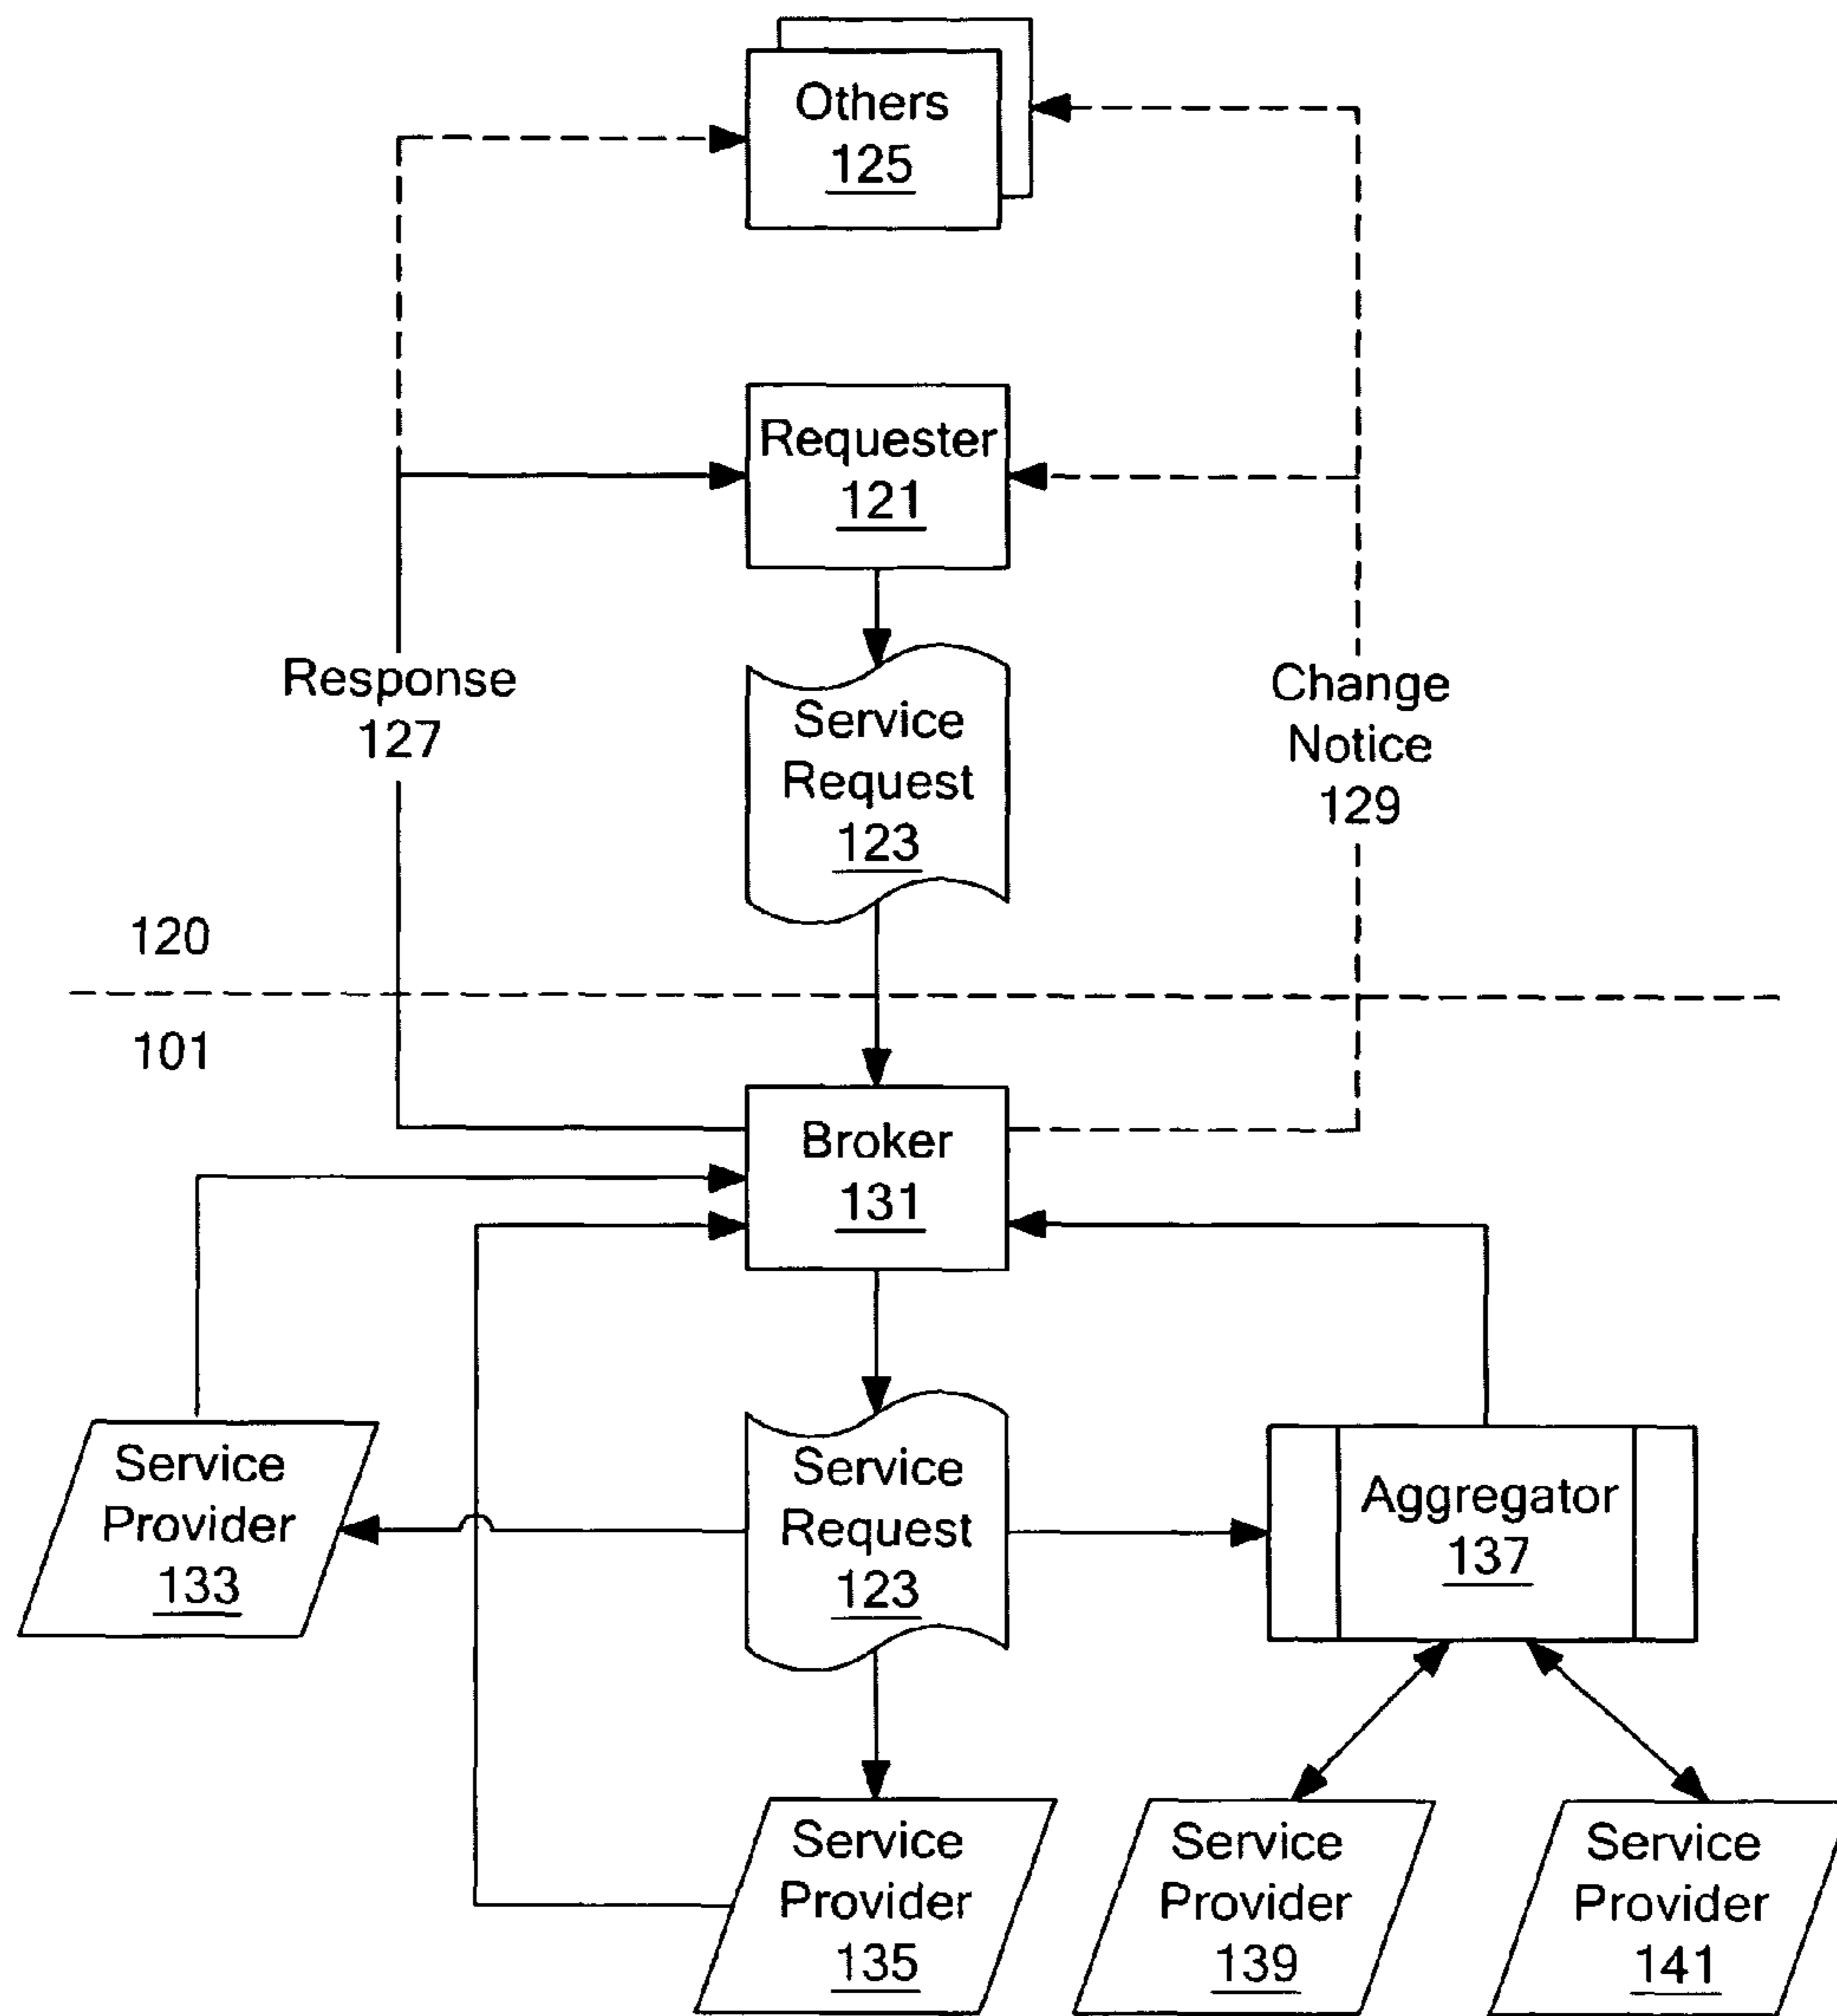 Others
125
Requester
121
Response
127
Service
Request
123
Change
Notice
129
120
101
Broker
131
Service
Provider
133
Service
Request
123
Aggregator
137
Service
Provider
135
Service
Provider
139
Service
Provider
141